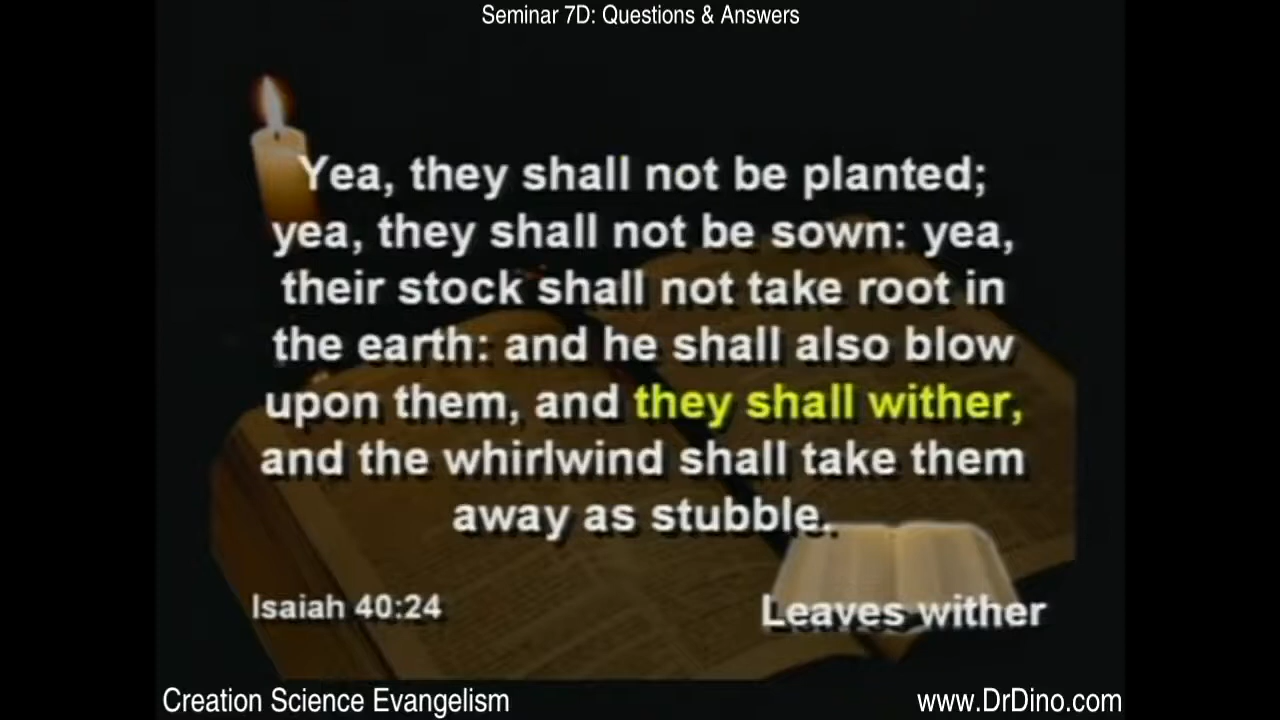 Seminar 7D: Questions & Answers
Yea, they shall not be planted;
yea, they shall not be sown: yea,
their stock shall not take root in
the earth: and he shall also blow
upon them, and they shall wither,
and the whirlwind shall take them
away as stubble.
Isaiah 40:24
Leaves wither
Creation Science Evangelism
www.DrDino.com